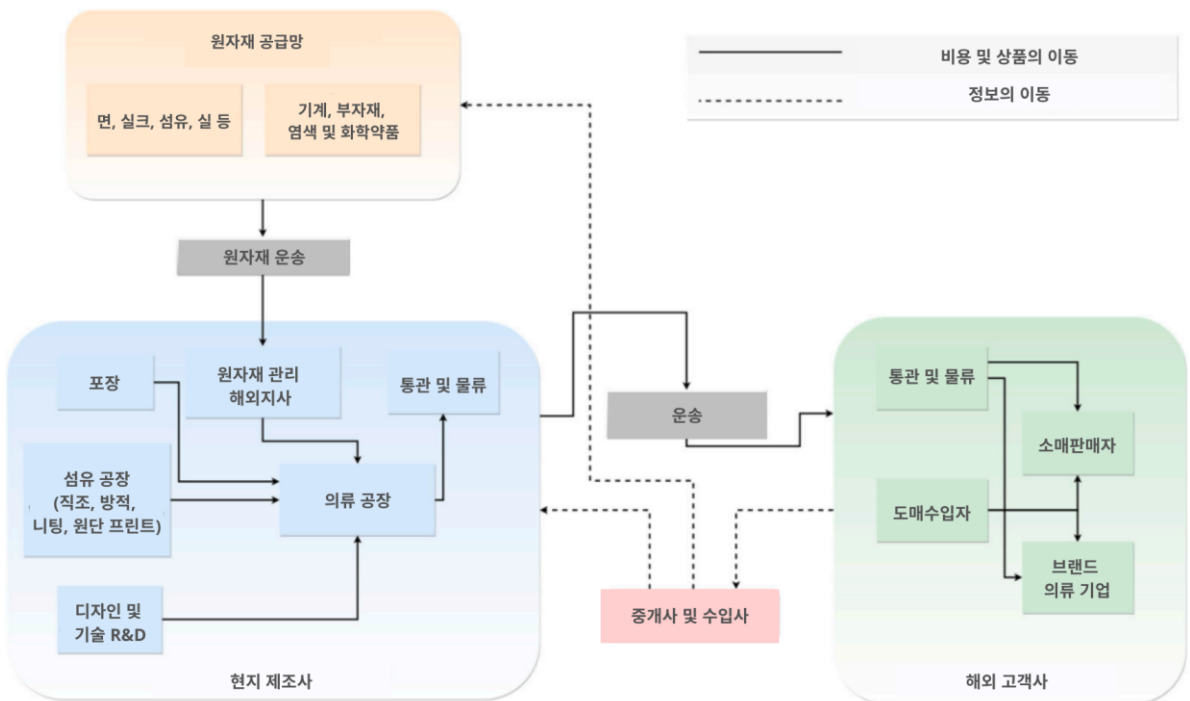 원자재 공급망
면, 실크, 섬유, 실 등
기계, 부자재,
염색 및 화학약품
비용 및 상품의 이동
정보의 이동
원자재 운송
포장
원자재 관리
해외지사
통관 및 물류
섬유 공장
(직조, 방적,
니팅, 원단 프린트)
의류 공장
디자인 및
기술 R&D
현지 제조사
운송
중개사 및 수입사
통관 및 물류
소매판매자
도매수입자
브랜드
의류 기업
해외 고객사